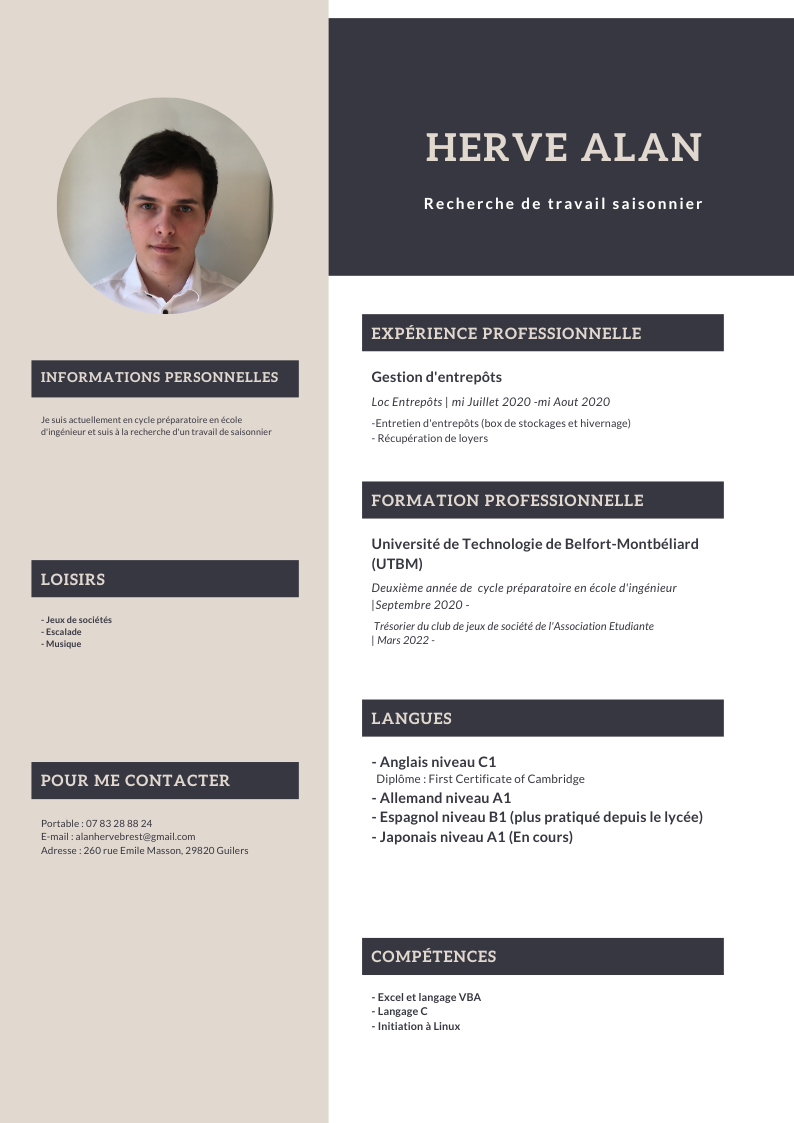 HERVE ALAN
Recherche de travail saisonnier
INFORMATIONS PERSONNELLES
Je suis actuellement en cycle préparatoire en école
d'ingénieur et suis à la recherche d'un travail de saisonnier
LOISIRS
- Jeux de sociétés
- Escalade
- Musique
POUR ME CONTACTER
Portable : 07 83 28 88 24
E-mail : alanhervebrest@gmail.com
Adresse : 260 rue Emile Masson, 29820 Guilers
EXPÉRIENCE PROFESSIONNELLE
Gestion d'entrepôts
Loc Entrepôts | mi Juillet 2020 -mi Aout 2020
-Entretien d'entrepôts (box de stockages et hivernage)
- Récupération de loyers
FORMATION PROFESSIONNELLE
Université de Technologie de Belfort-Montbéliard
(UTBM)
Deuxième année de cycle préparatoire en école d'ingénieur
|Septembre 2020 -
Trésorier du club de jeux de société de l'Association Etudiante
| Mars 2022 -
LANGUES
- Anglais niveau C1
Diplôme : First Certificate of Cambridge
- Allemand niveau A1
- Espagnol niveau B1 (plus pratiqué depuis le lycée)
- Japonais niveau A1 (En cours)
COMPÉTENCES
- Excel et langage VBA
- Langage C
- Initiation à Linux